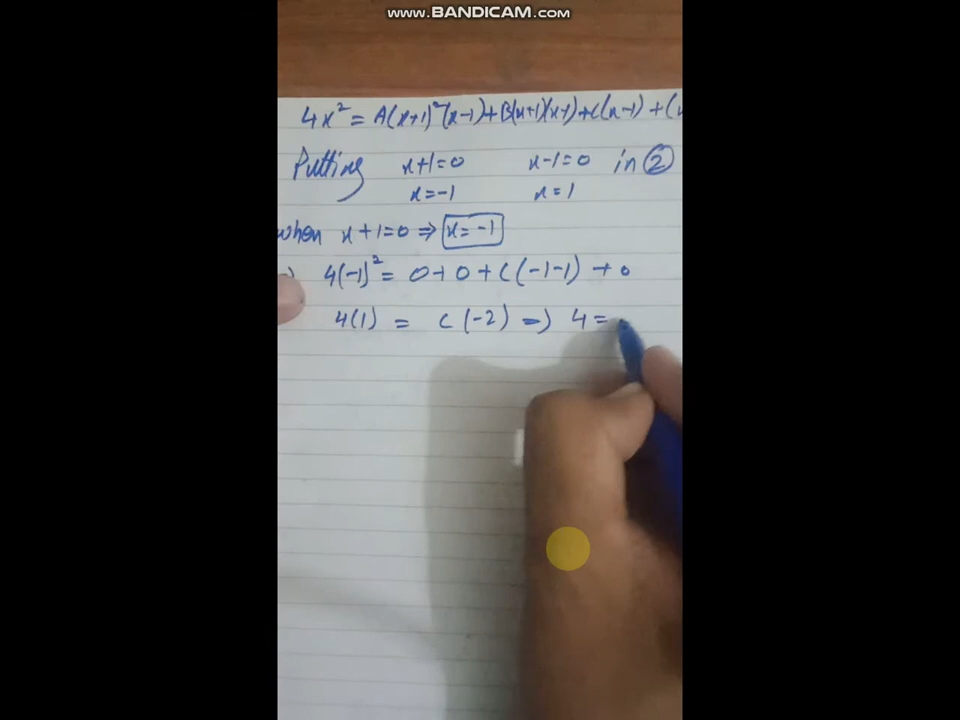 www.BANDICAM.com
4x² = A(x+1)²(x-1)+B(x+1)(x-1)+C(x-1) + (
Putting x+1=0 x-1=0 in ②
x=-1 x=1
when x+1=0 ⇒ x=-1
4(-1)² = 0+0+C(-1-1) + 0
4(1) = C(-2) ⇒ 4=